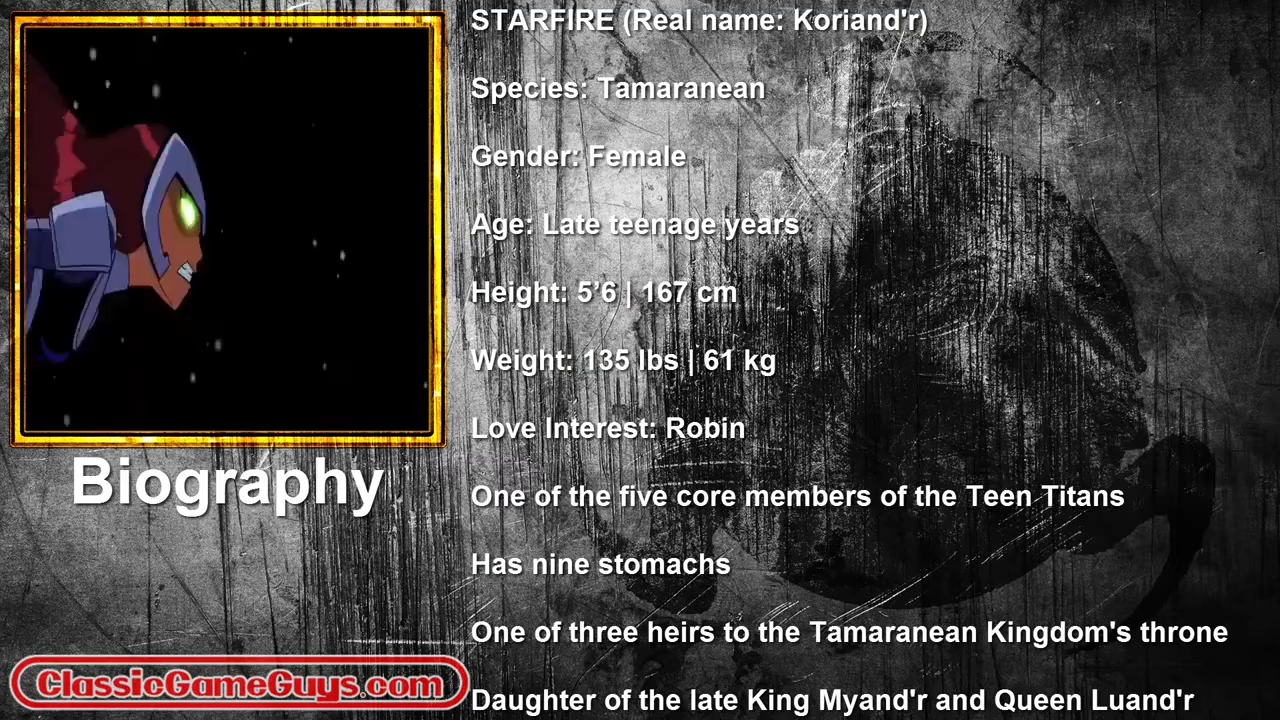 STARFIRE (Real name: Koriand'r)
Species: Tamaranean
Gender: Female
Age: Late teenage years
Height: 5’6 | 167 cm
Weight: 135 lbs | 61 kg
Love Interest: Robin
Biography
One of the five core members of the Teen Titans
Has nine stomachs
One of three heirs to the Tamaranean Kingdom's throne
ClassicGameGuys.com
Daughter of the late King Myand'r and Queen Luand'r